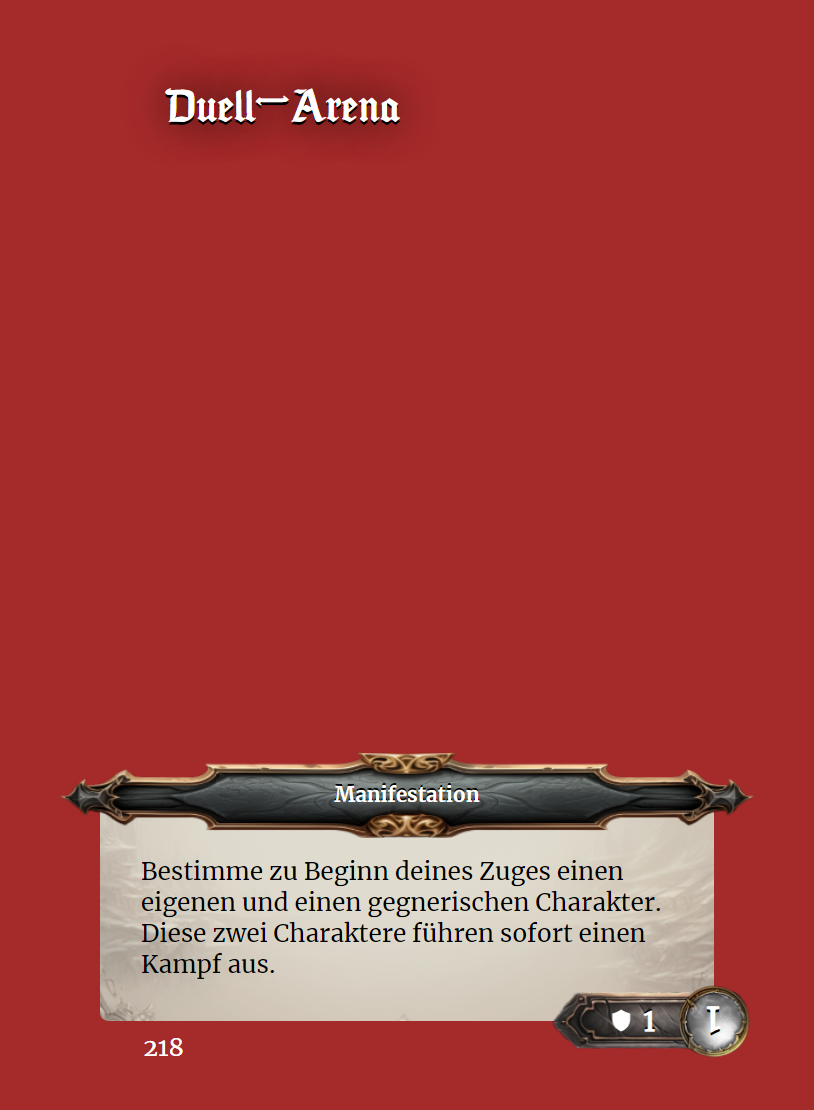 Duell-Arena
Manifestation
Bestimme zu Beginn deines Zuges einen
eigenen und einen gegnerischen Charakter.
Diese zwei Charaktere führen sofort einen
Kampf aus.
1
218